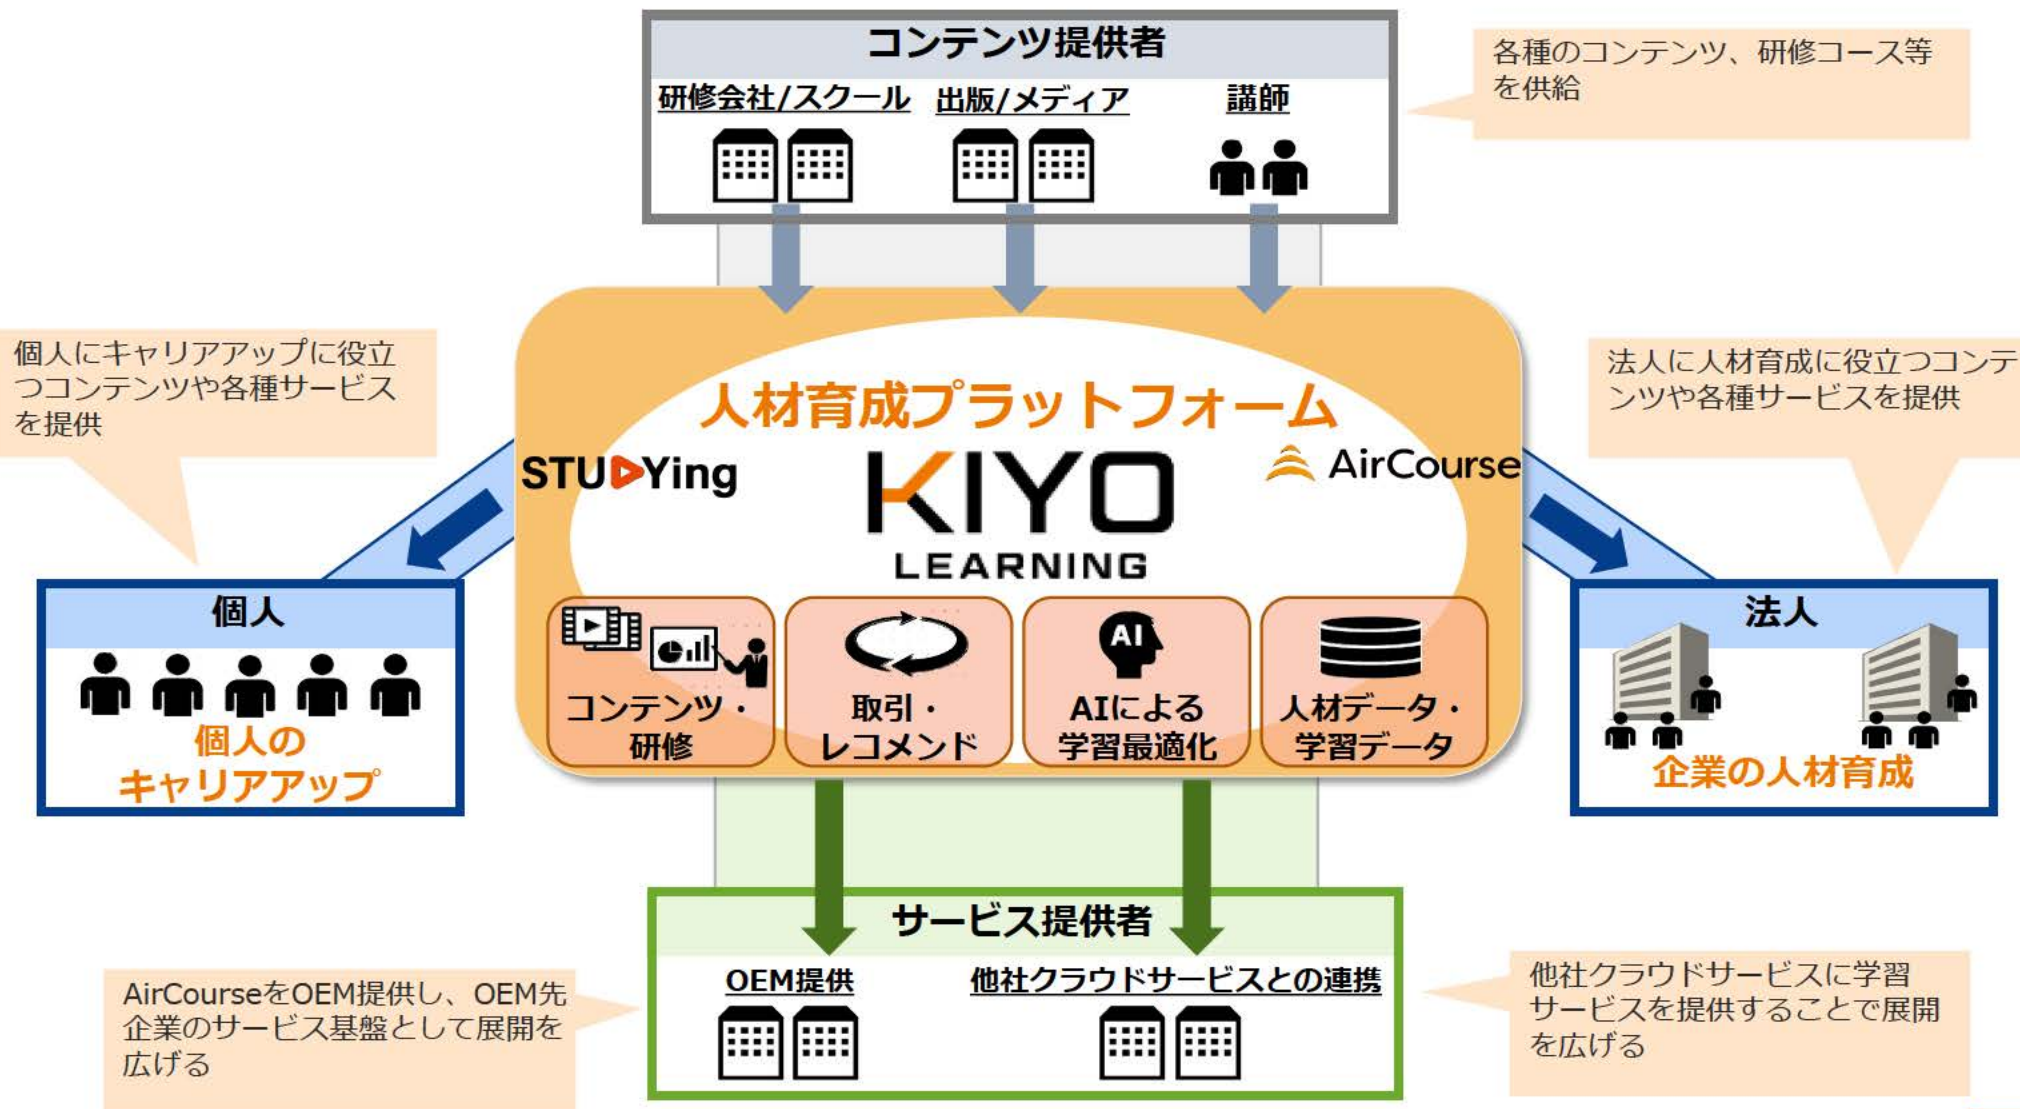 コンテンツ提供者
研修会社/スクール
出版/メディア
講師
各種のコンテンツ、研修コース等
を供給
個人にキャリアアップに役立
つコンテンツや各種サービス
を提供
法人に人材育成に役立つコンテ
ンツや各種サービスを提供
人材育成プラットフォーム
STUDYing
KIYO
LEARNING
AirCourse
コンテンツ・
研修
取引・
レコメンド
AI
AIによる
学習最適化
人材データ・
学習データ
個人
個人の
キャリアアップ
法人
企業の人材育成
サービス提供者
OEM提供
他社クラウドサービスとの連携
AirCourseをOEM提供し、OEM先
企業のサービス基盤として展開を
広げる
他社クラウドサービスに学習
サービスを提供することで展開
を広げる